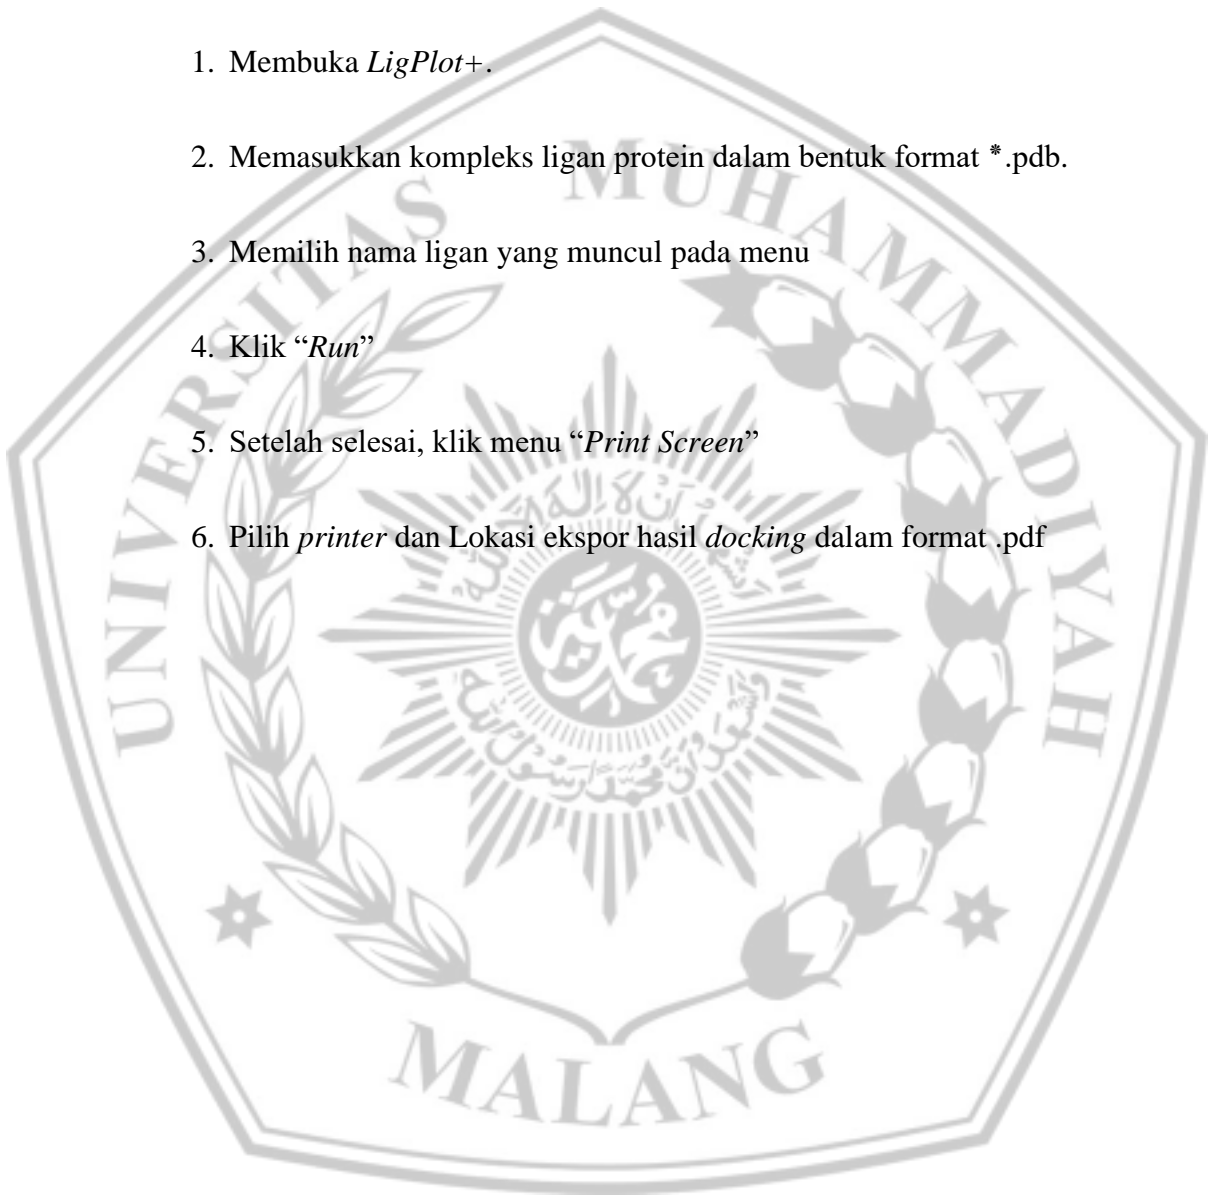 1. Membuka LigPlot+.
2. Memasukkan kompleks ligan protein dalam bentuk format *.pdb.
3. Memilih nama ligan yang muncul pada menu
4. Klik “Run”
5. Setelah selesai, klik menu “Print Screen”
6. Pilih printer dan Lokasi ekspor hasil docking dalam format .pdf
UNIVERSITAS MUHAMMADIYAH
MALANG